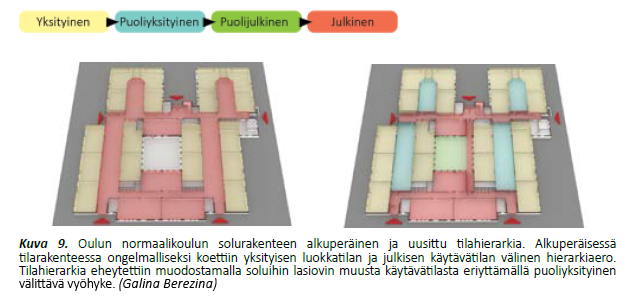 Yksityinen Puoliyksityinen Puolijulkinen Julkinen
Kuva 9. Oulun normaalikoulun solurakenteen alkuperäinen ja uusittu tilahierarkia. Alkuperäisessä
tilarakenteessa ongelmalliseksi koettiin yksityisen luokkatilan ja julkisen käytävätilan välinen hierarkiaero.
Tilahierarkia eheytettiin muodostamalla soluihin lasiovin muusta käytävätilasta eriyttämällä puoliyksityinen
välittävä vyöhyke. (Galina Berezina)